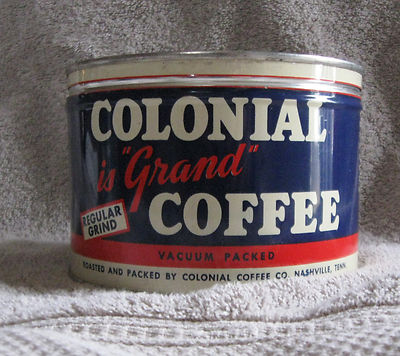 COLONIAL
is "Grand"
COFFEE
REGULAR
GRIND
VACUUM PACKED
ROASTED AND PACKED BY COLONIAL COFFEE CO. NASHVILLE, TENN.